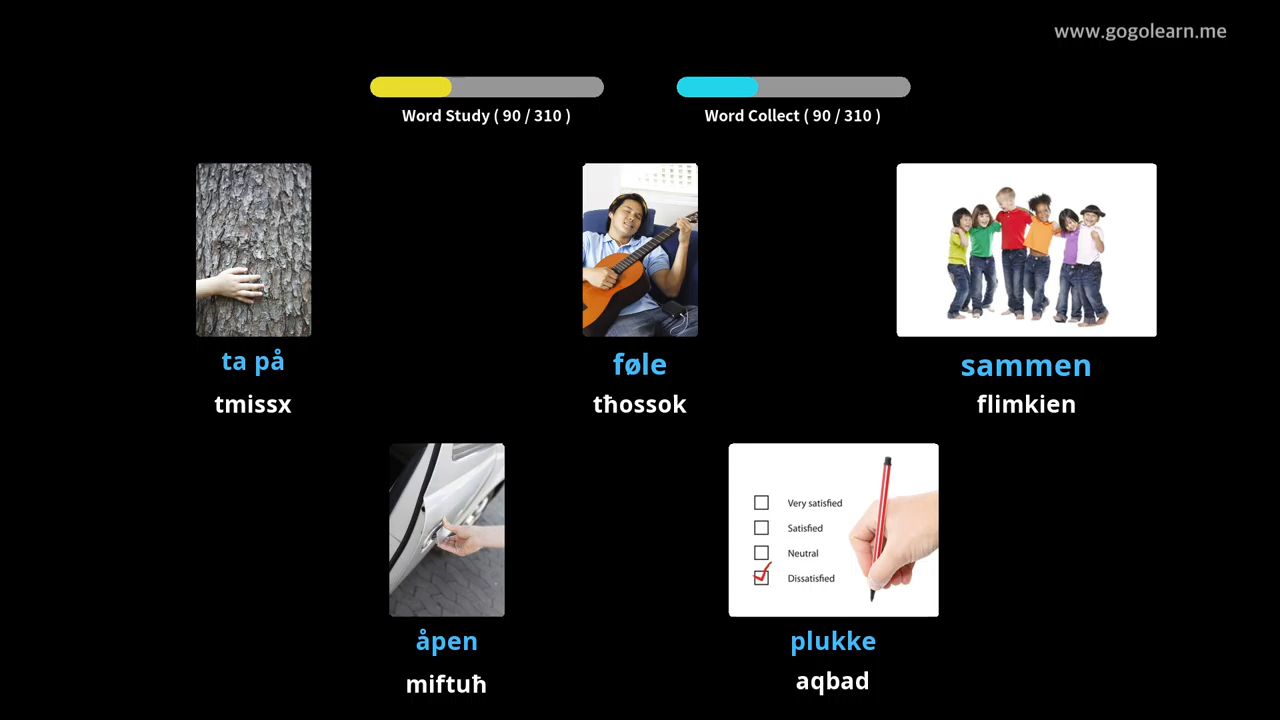 www.gogolearn.me
Word Study ( 90 / 310 )
Word Collect ( 90 / 310 )
ta på
tmissx
føle
tħossok
sammen
flimkien
åpen
miftuħ
Very satisfied
Satisfied
Neutral
Dissatisfied
plukke
aqbad